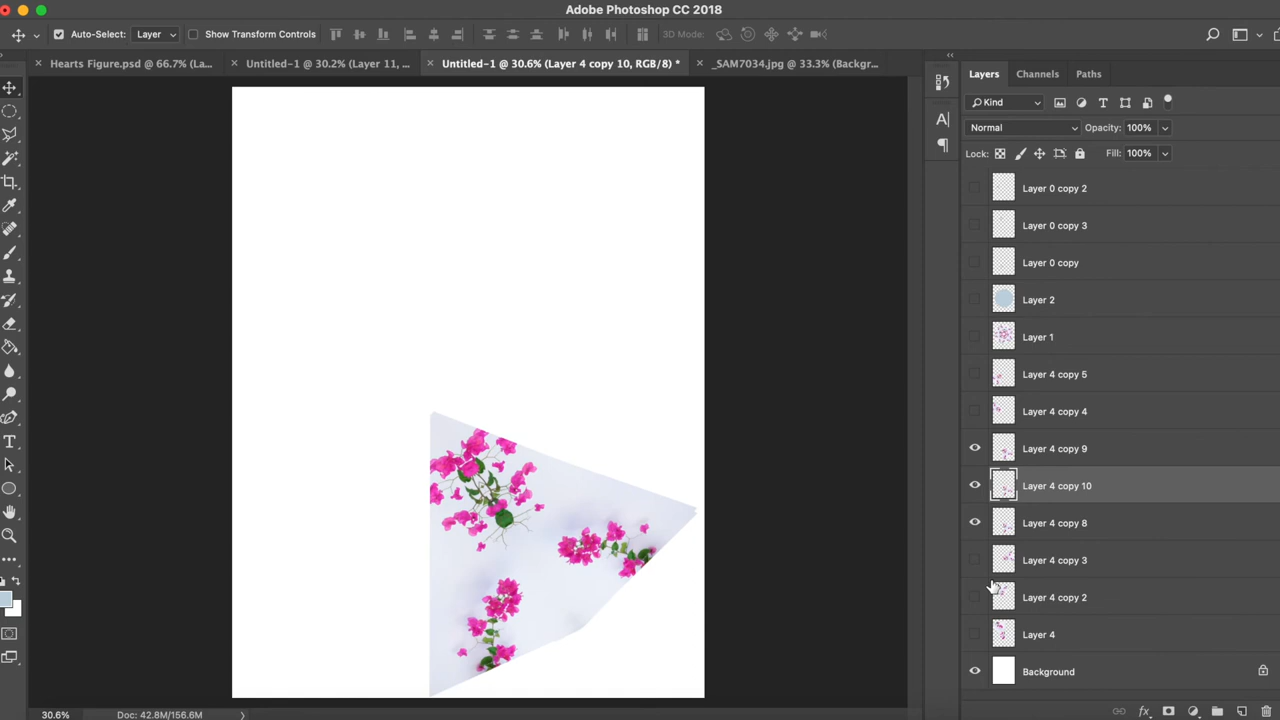 Adobe Photoshop CC 2018
Auto-Select: Layer Show Transform Controls 3D Mode:
Hearts Figure.psd @ 66.7% (La... Untitled-1 @ 30.2% (Layer 11, ... Untitled-1 @ 30.6% (Layer 4 copy 10, RGB/8) * _SAM7034.jpg @ 33.3% (Backgr...
Layers Channels Paths
Kind
Normal Opacity: 100%
Lock: Fill: 100%
Layer 0 copy 2
Layer 0 copy 3
Layer 0 copy
Layer 2
Layer 1
Layer 4 copy 5
Layer 4 copy 4
Layer 4 copy 9
Layer 4 copy 10
Layer 4 copy 8
Layer 4 copy 3
Layer 4 copy 2
Layer 4
Background
30.6% Doc: 42.8M/156.6M